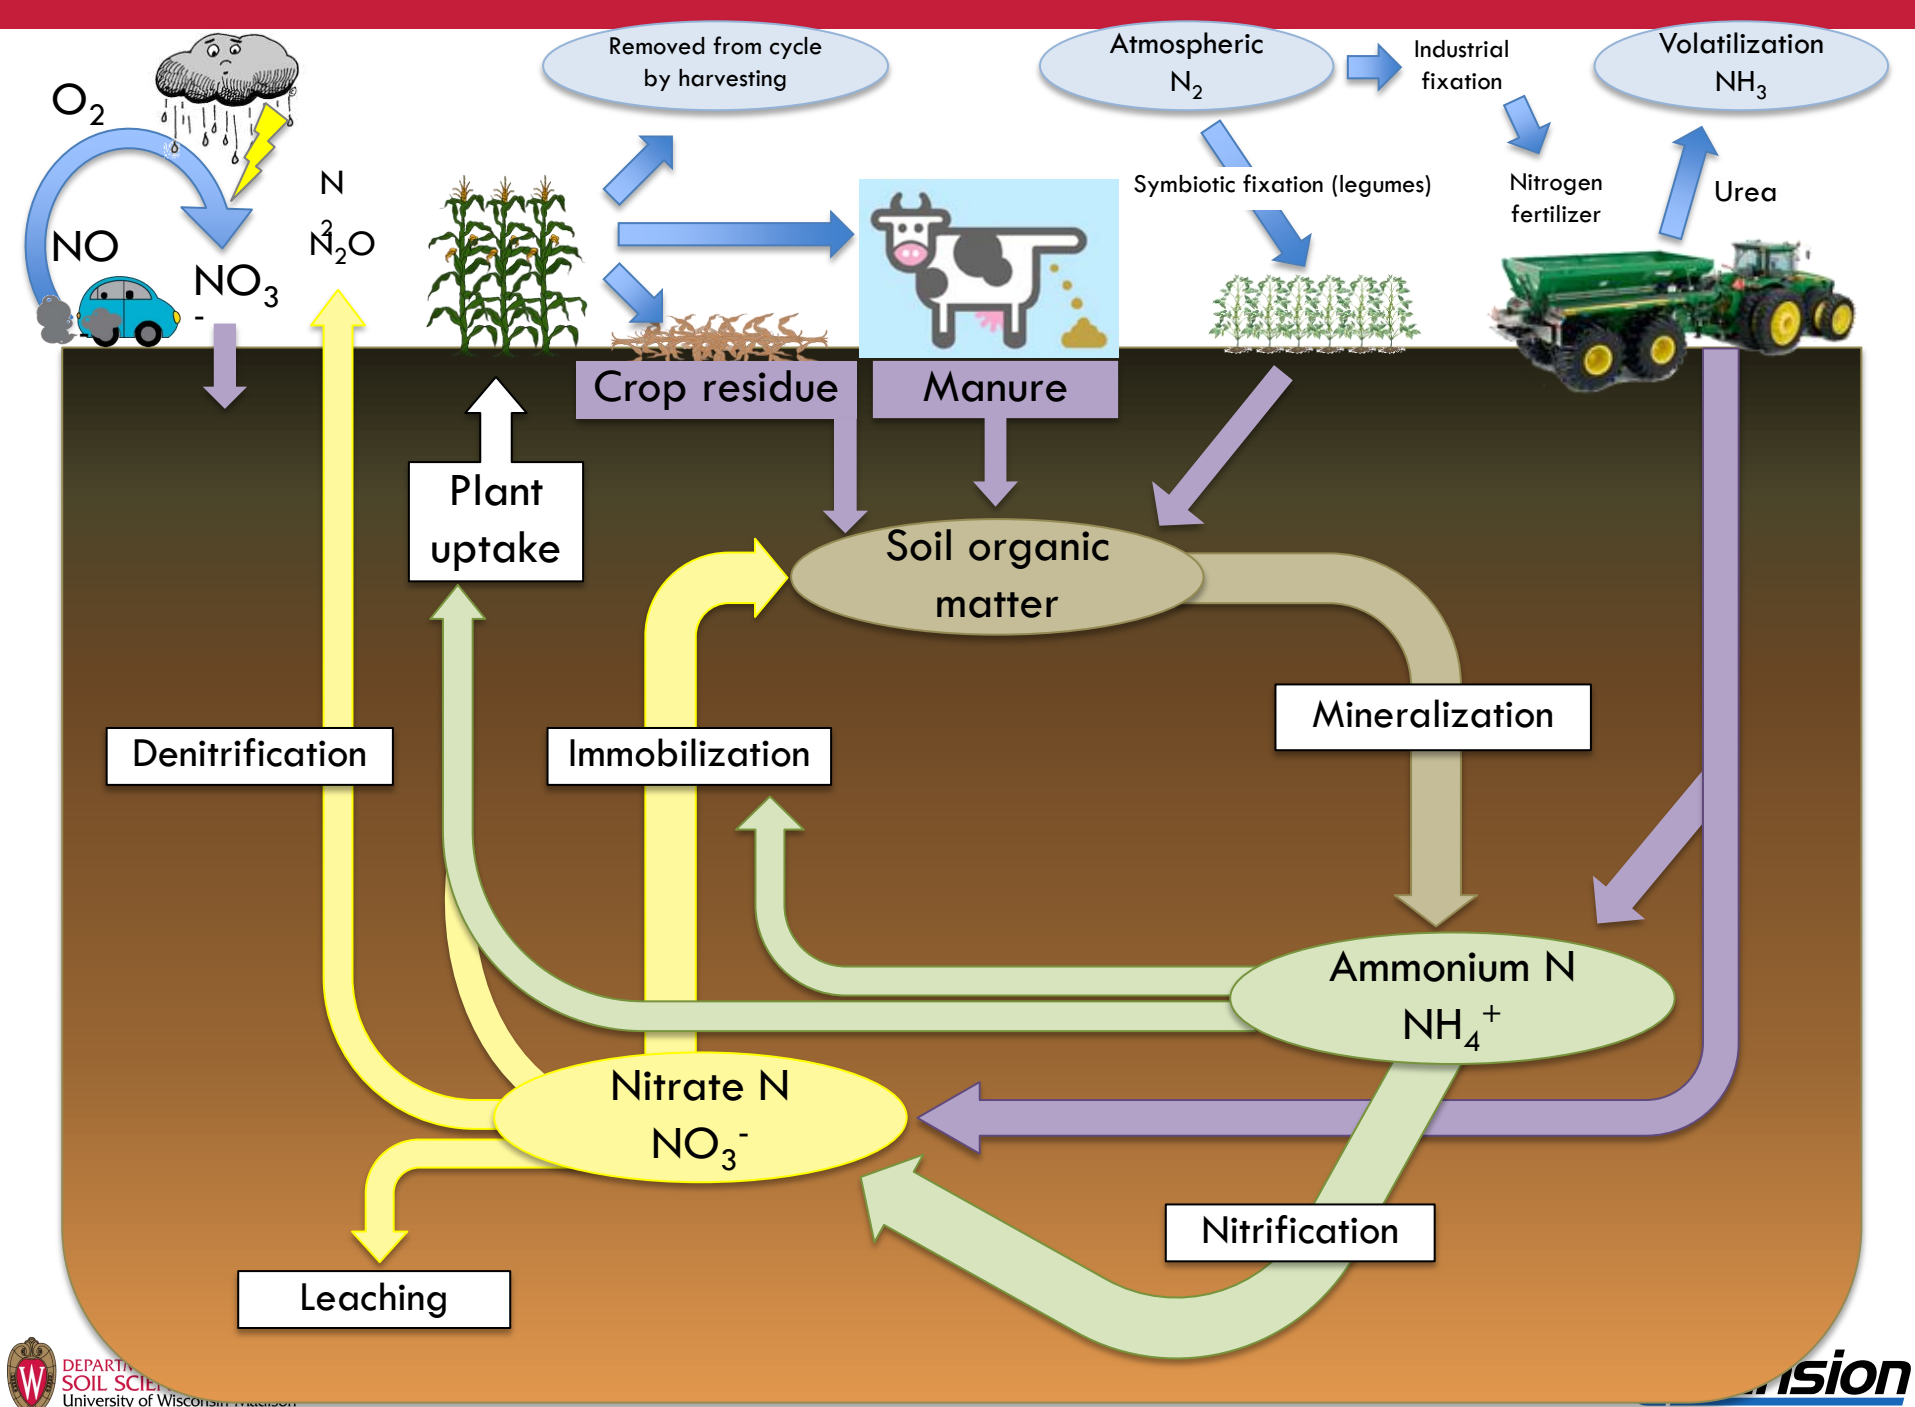 Removed from cycle
by harvesting
Atmospheric
N₂
Industrial
fixation
Volatilization
NH₃
O₂
N
2
N₂O
NO
NO₃
-
Symbiotic fixation (legumes)
Nitrogen
fertilizer
Urea
Crop residue
Manure
Plant
uptake
Soil organic
matter
Mineralization
Denitrification
Immobilization
Ammonium N
NH₄⁺
Nitrate N
NO₃⁻
Nitrification
Leaching
W
University of Wisconsin-Madison